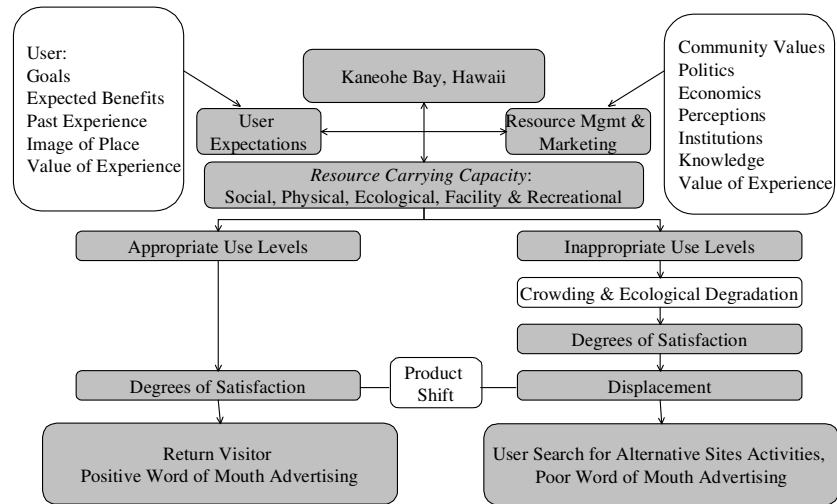 User:
Goals
Expected Benefits
Past Experience
Image of Place
Value of Experience
Kaneohe Bay, Hawaii
Community Values
Politics
Economics
Perceptions
Institutions
Knowledge
Value of Experience
User
Expectations
Resource Mgmt &
Marketing
Resource Carrying Capacity:
Social, Physical, Ecological, Facility & Recreational
Appropriate Use Levels
Inappropriate Use Levels
Crowding & Ecological Degradation
Degrees of Satisfaction
Degrees of Satisfaction
Product
Shift
Displacement
Return Visitor
Positive Word of Mouth Advertising
User Search for Alternative Sites Activities,
Poor Word of Mouth Advertising